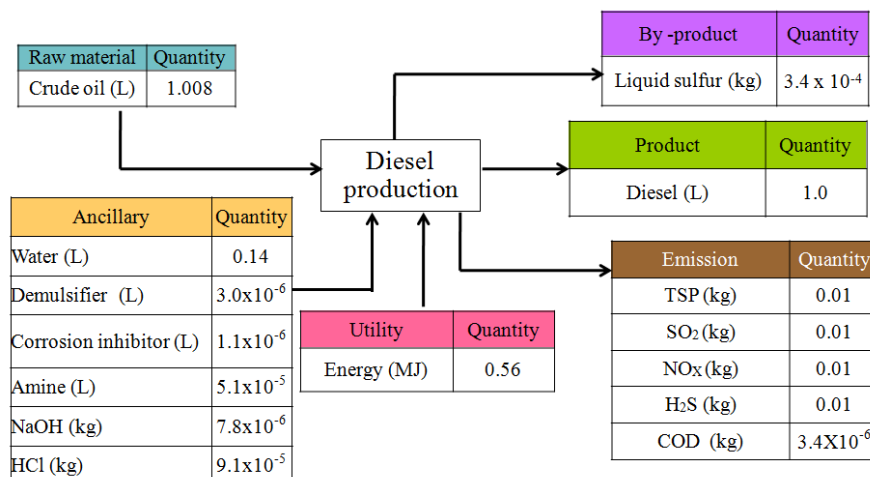 Raw material Quantity
Crude oil (L) 1.008
By -product Quantity
Liquid sulfur (kg) 3.4 x 10⁻⁴
Diesel
production
Product Quantity
Diesel (L) 1.0
Ancillary Quantity
Water (L) 0.14
Demulsifier (L) 3.0x10⁻⁶
Corrosion inhibitor (L) 1.1x10⁻⁶
Amine (L) 5.1x10⁻⁵
NaOH (kg) 7.8x10⁻⁶
HCl (kg) 9.1x10⁻⁵
Utility Quantity
Energy (MJ) 0.56
Emission Quantity
TSP (kg) 0.01
SO₂ (kg) 0.01
NOx (kg) 0.01
H₂S (kg) 0.01
COD (kg) 3.4X10⁻⁶